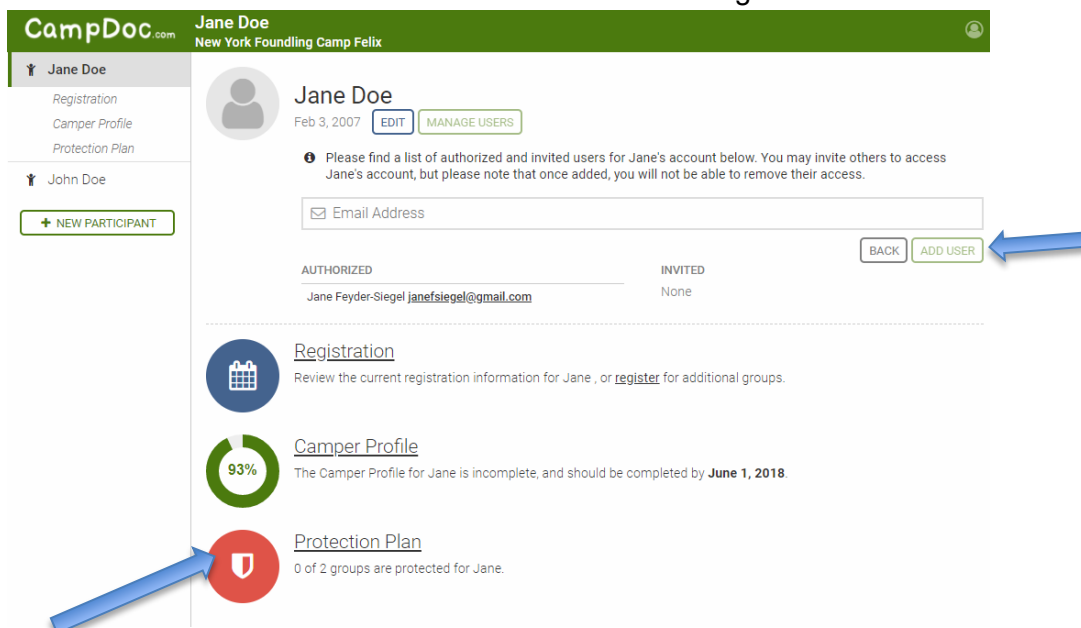 CampDoc.com
Jane Doe
New York Foundling Camp Felix
Jane Doe
Registration
Camper Profile
Protection Plan
John Doe
+ NEW PARTICIPANT
Jane Doe
Feb 3, 2007 EDIT MANAGE USERS
Please find a list of authorized and invited users for Jane's account below. You may invite others to access
Jane's account, but please note that once added, you will not be able to remove their access.
Email Address
BACK ADD USER
AUTHORIZED INVITED
Jane Feyder-Siegel janefsiegel@gmail.com None
Registration
Review the current registration information for Jane , or register for additional groups.
93%
Camper Profile
The Camper Profile for Jane is incomplete, and should be completed by June 1, 2018.
Protection Plan
0 of 2 groups are protected for Jane.